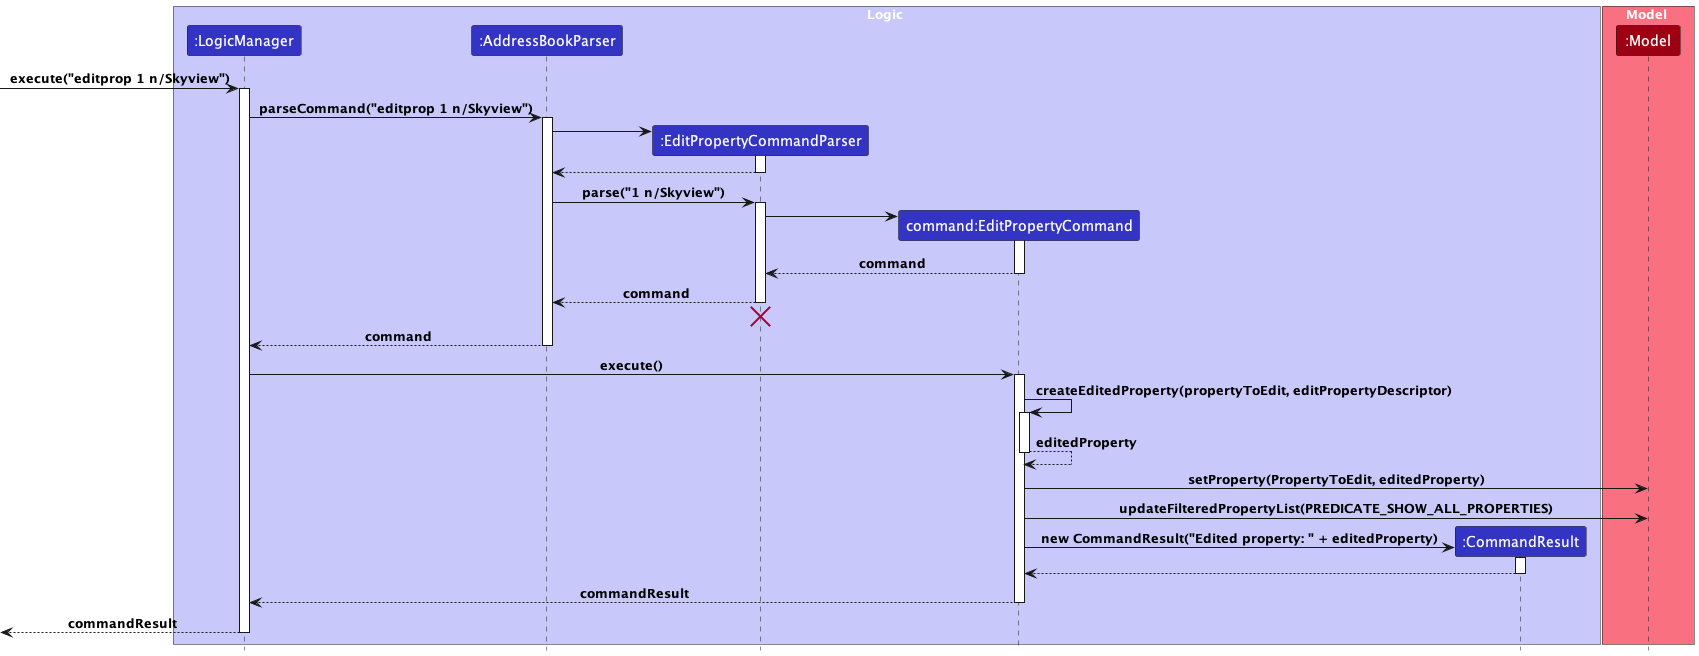 Logic
Model
:LogicManager
:AddressBookParser
:Model
execute("editprop 1 n/Skyview")
parseCommand("editprop 1 n/Skyview")
:EditPropertyCommandParser
parse("1 n/Skyview")
command:EditPropertyCommand
command
command
command
execute()
createEditedProperty(propertyToEdit, editPropertyDescriptor)
editedProperty
setProperty(PropertyToEdit, editedProperty)
updateFilteredPropertyList(PREDICATE_SHOW_ALL_PROPERTIES)
new CommandResult("Edited property: " + editedProperty)
:CommandResult
commandResult
commandResult